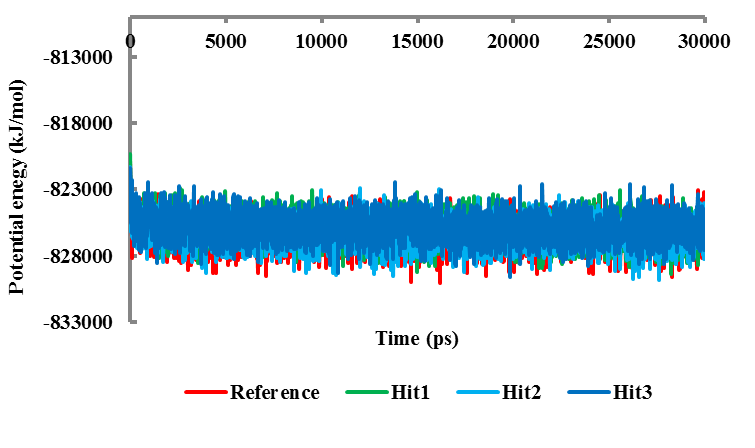 0 5000 10000 15000 20000 25000 30000
-813000
-818000
-823000
-828000
-833000
Potential enegy (kJ/mol)
Time (ps)
Reference Hit1 Hit2 Hit3